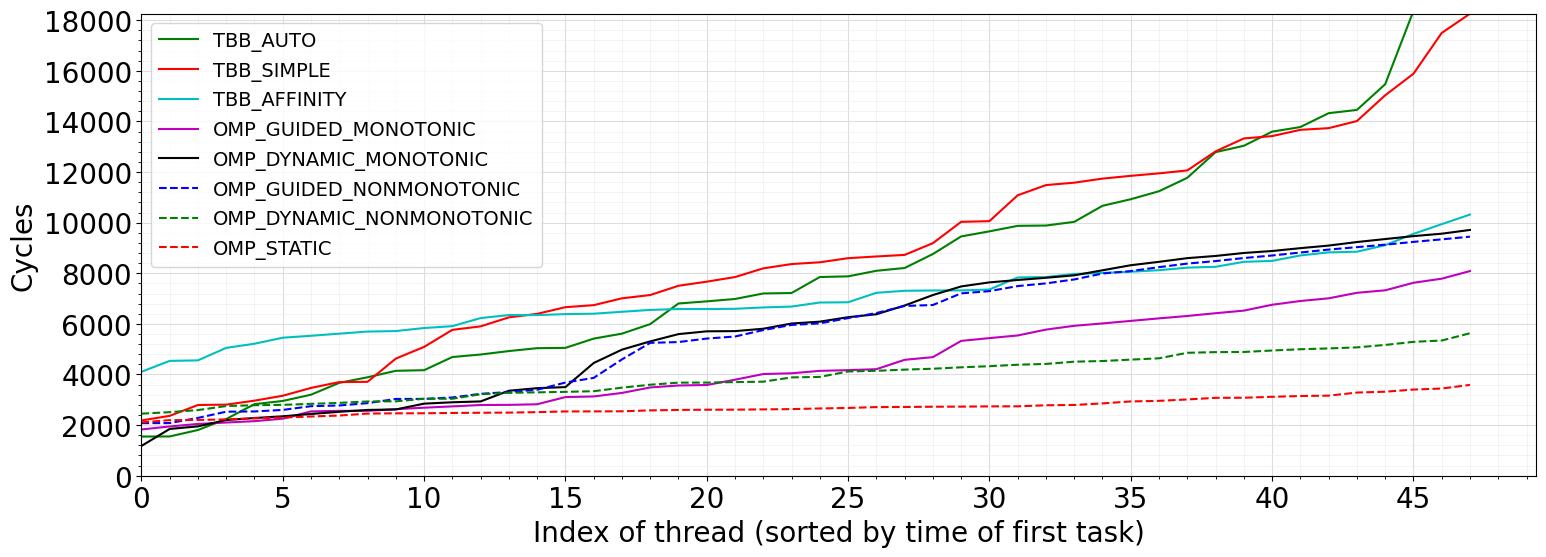 18000
16000
14000
12000
10000
8000
6000
4000
2000
0
Cycles
TBB_AUTO
TBB_SIMPLE
TBB_AFFINITY
OMP_GUIDED_MONOTONIC
OMP_DYNAMIC_MONOTONIC
OMP_GUIDED_NONMONOTONIC
OMP_DYNAMIC_NONMONOTONIC
OMP_STATIC
0 5 10 15 20 25 30 35 40 45
Index of thread (sorted by time of first task)